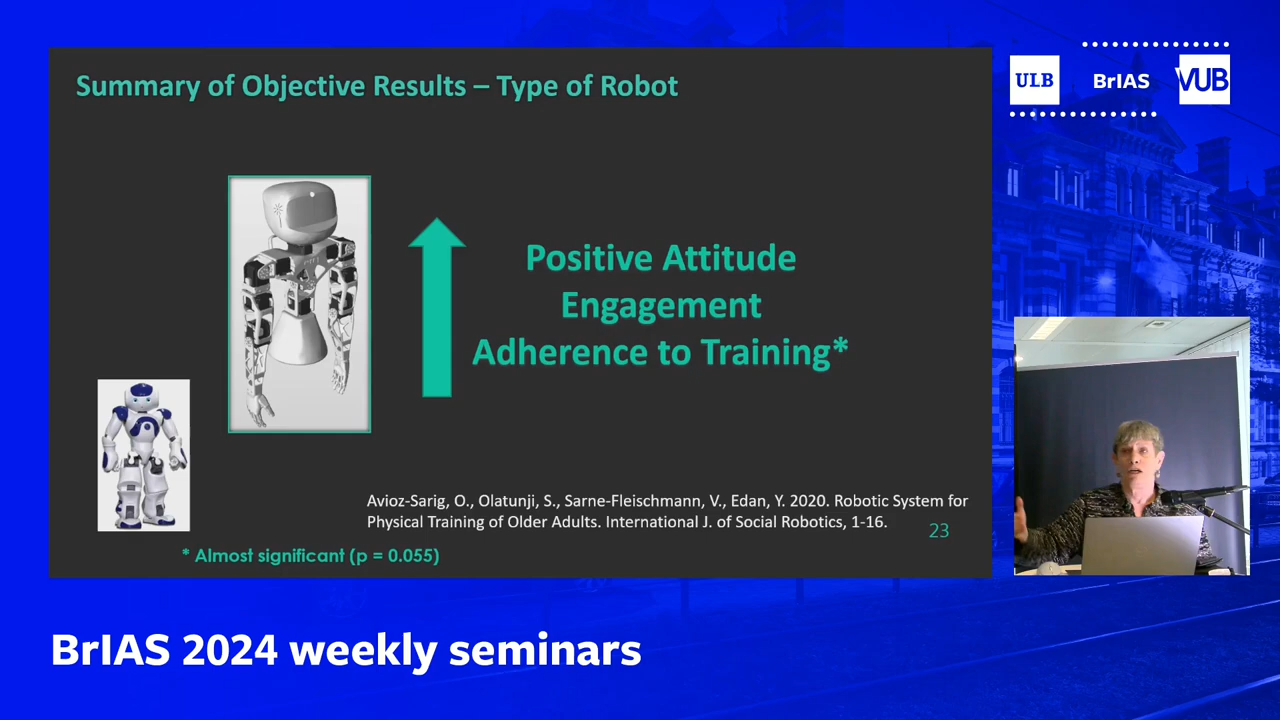 Summary of Objective Results – Type of Robot
ULB
BrIAS
VUB
Positive Attitude
Engagement
Adherence to Training*
Avioz-Sarig, O., Olatunji, S., Sarne-Fleischmann, V., Edan, Y. 2020. Robotic System for
Physical Training of Older Adults. International J. of Social Robotics, 1-16.
23
* Almost significant (p = 0.055)
BrIAS 2024 weekly seminars